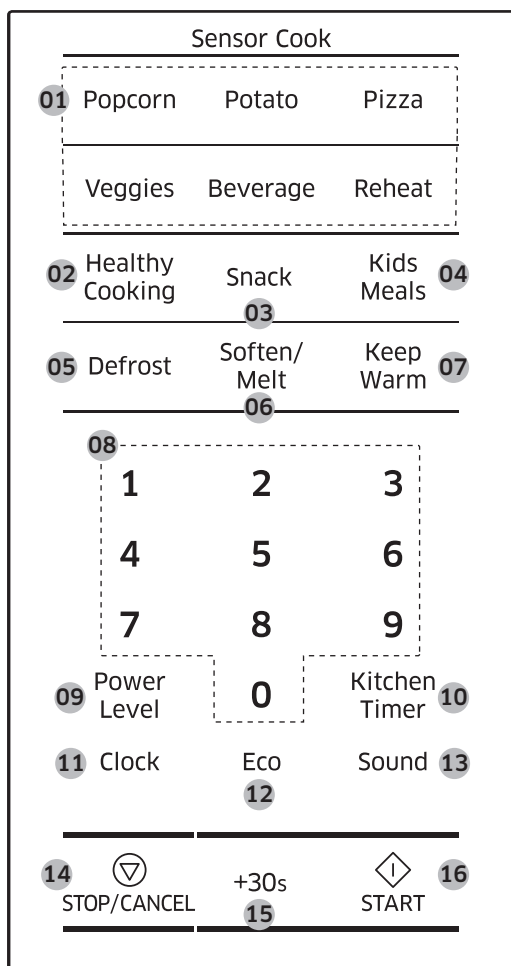 Sensor Cook
01 Popcorn Potato Pizza
Veggies Beverage Reheat
02 Healthy Cooking
Snack
03
Kids Meals 04
05 Defrost
Soften/
Melt
06
Keep
Warm 07
08
1 2 3
4 5 6
7 8 9
0
09 Power
Level
Kitchen
Timer 10
11 Clock
Eco
12
Sound 13
14
STOP/CANCEL
+30s
15
START
16